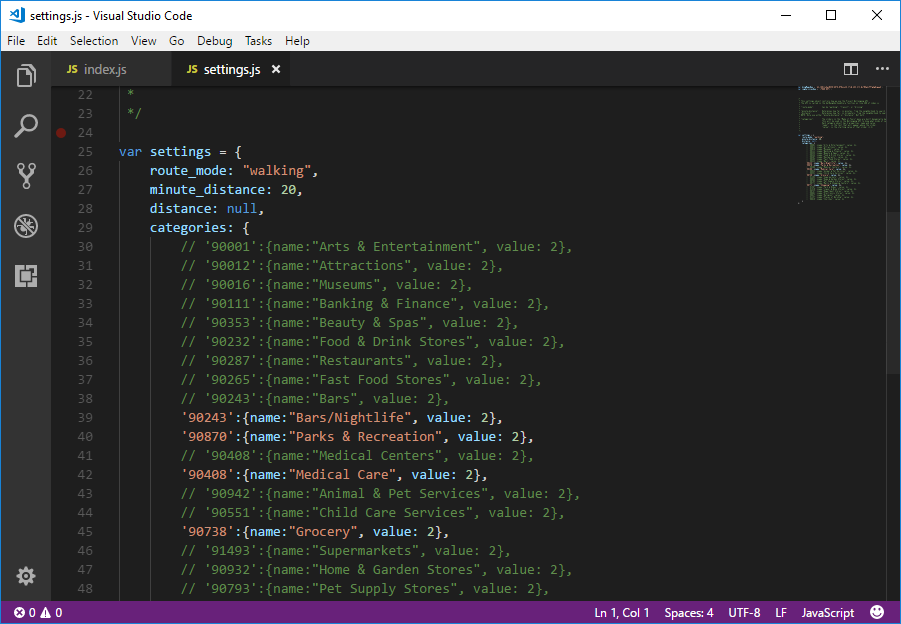 settings.js - Visual Studio Code
File Edit Selection View Go Debug Tasks Help
JS index.js JS settings.js
22 *
23 */
24
25 var settings = {
26 route_mode: "walking",
27 minute_distance: 20,
28 distance: null,
29 categories: {
30 // '90001':{name:"Arts & Entertainment", value: 2},
31 // '90012':{name:"Attractions", value: 2},
32 // '90016':{name:"Museums", value: 2},
33 // '90111':{name:"Banking & Finance", value: 2},
34 // '90353':{name:"Beauty & Spas", value: 2},
35 // '90232':{name:"Food & Drink Stores", value: 2},
36 // '90287':{name:"Restaurants", value: 2},
37 // '90265':{name:"Fast Food Stores", value: 2},
38 // '90243':{name:"Bars", value: 2},
39 '90243':{name:"Bars/Nightlife", value: 2},
40 '90870':{name:"Parks & Recreation", value: 2},
41 // '90408':{name:"Medical Centers", value: 2},
42 '90408':{name:"Medical Care", value: 2},
43 // '90942':{name:"Animal & Pet Services", value: 2},
44 // '90551':{name:"Child Care Services", value: 2},
45 '90738':{name:"Grocery", value: 2},
46 // '91493':{name:"Supermarkets", value: 2},
47 // '90932':{name:"Home & Garden Stores", value: 2},
48 // '90793':{name:"Pet Supply Stores", value: 2},
0 0 Ln 1, Col 1 Spaces: 4 UTF-8 LF JavaScript